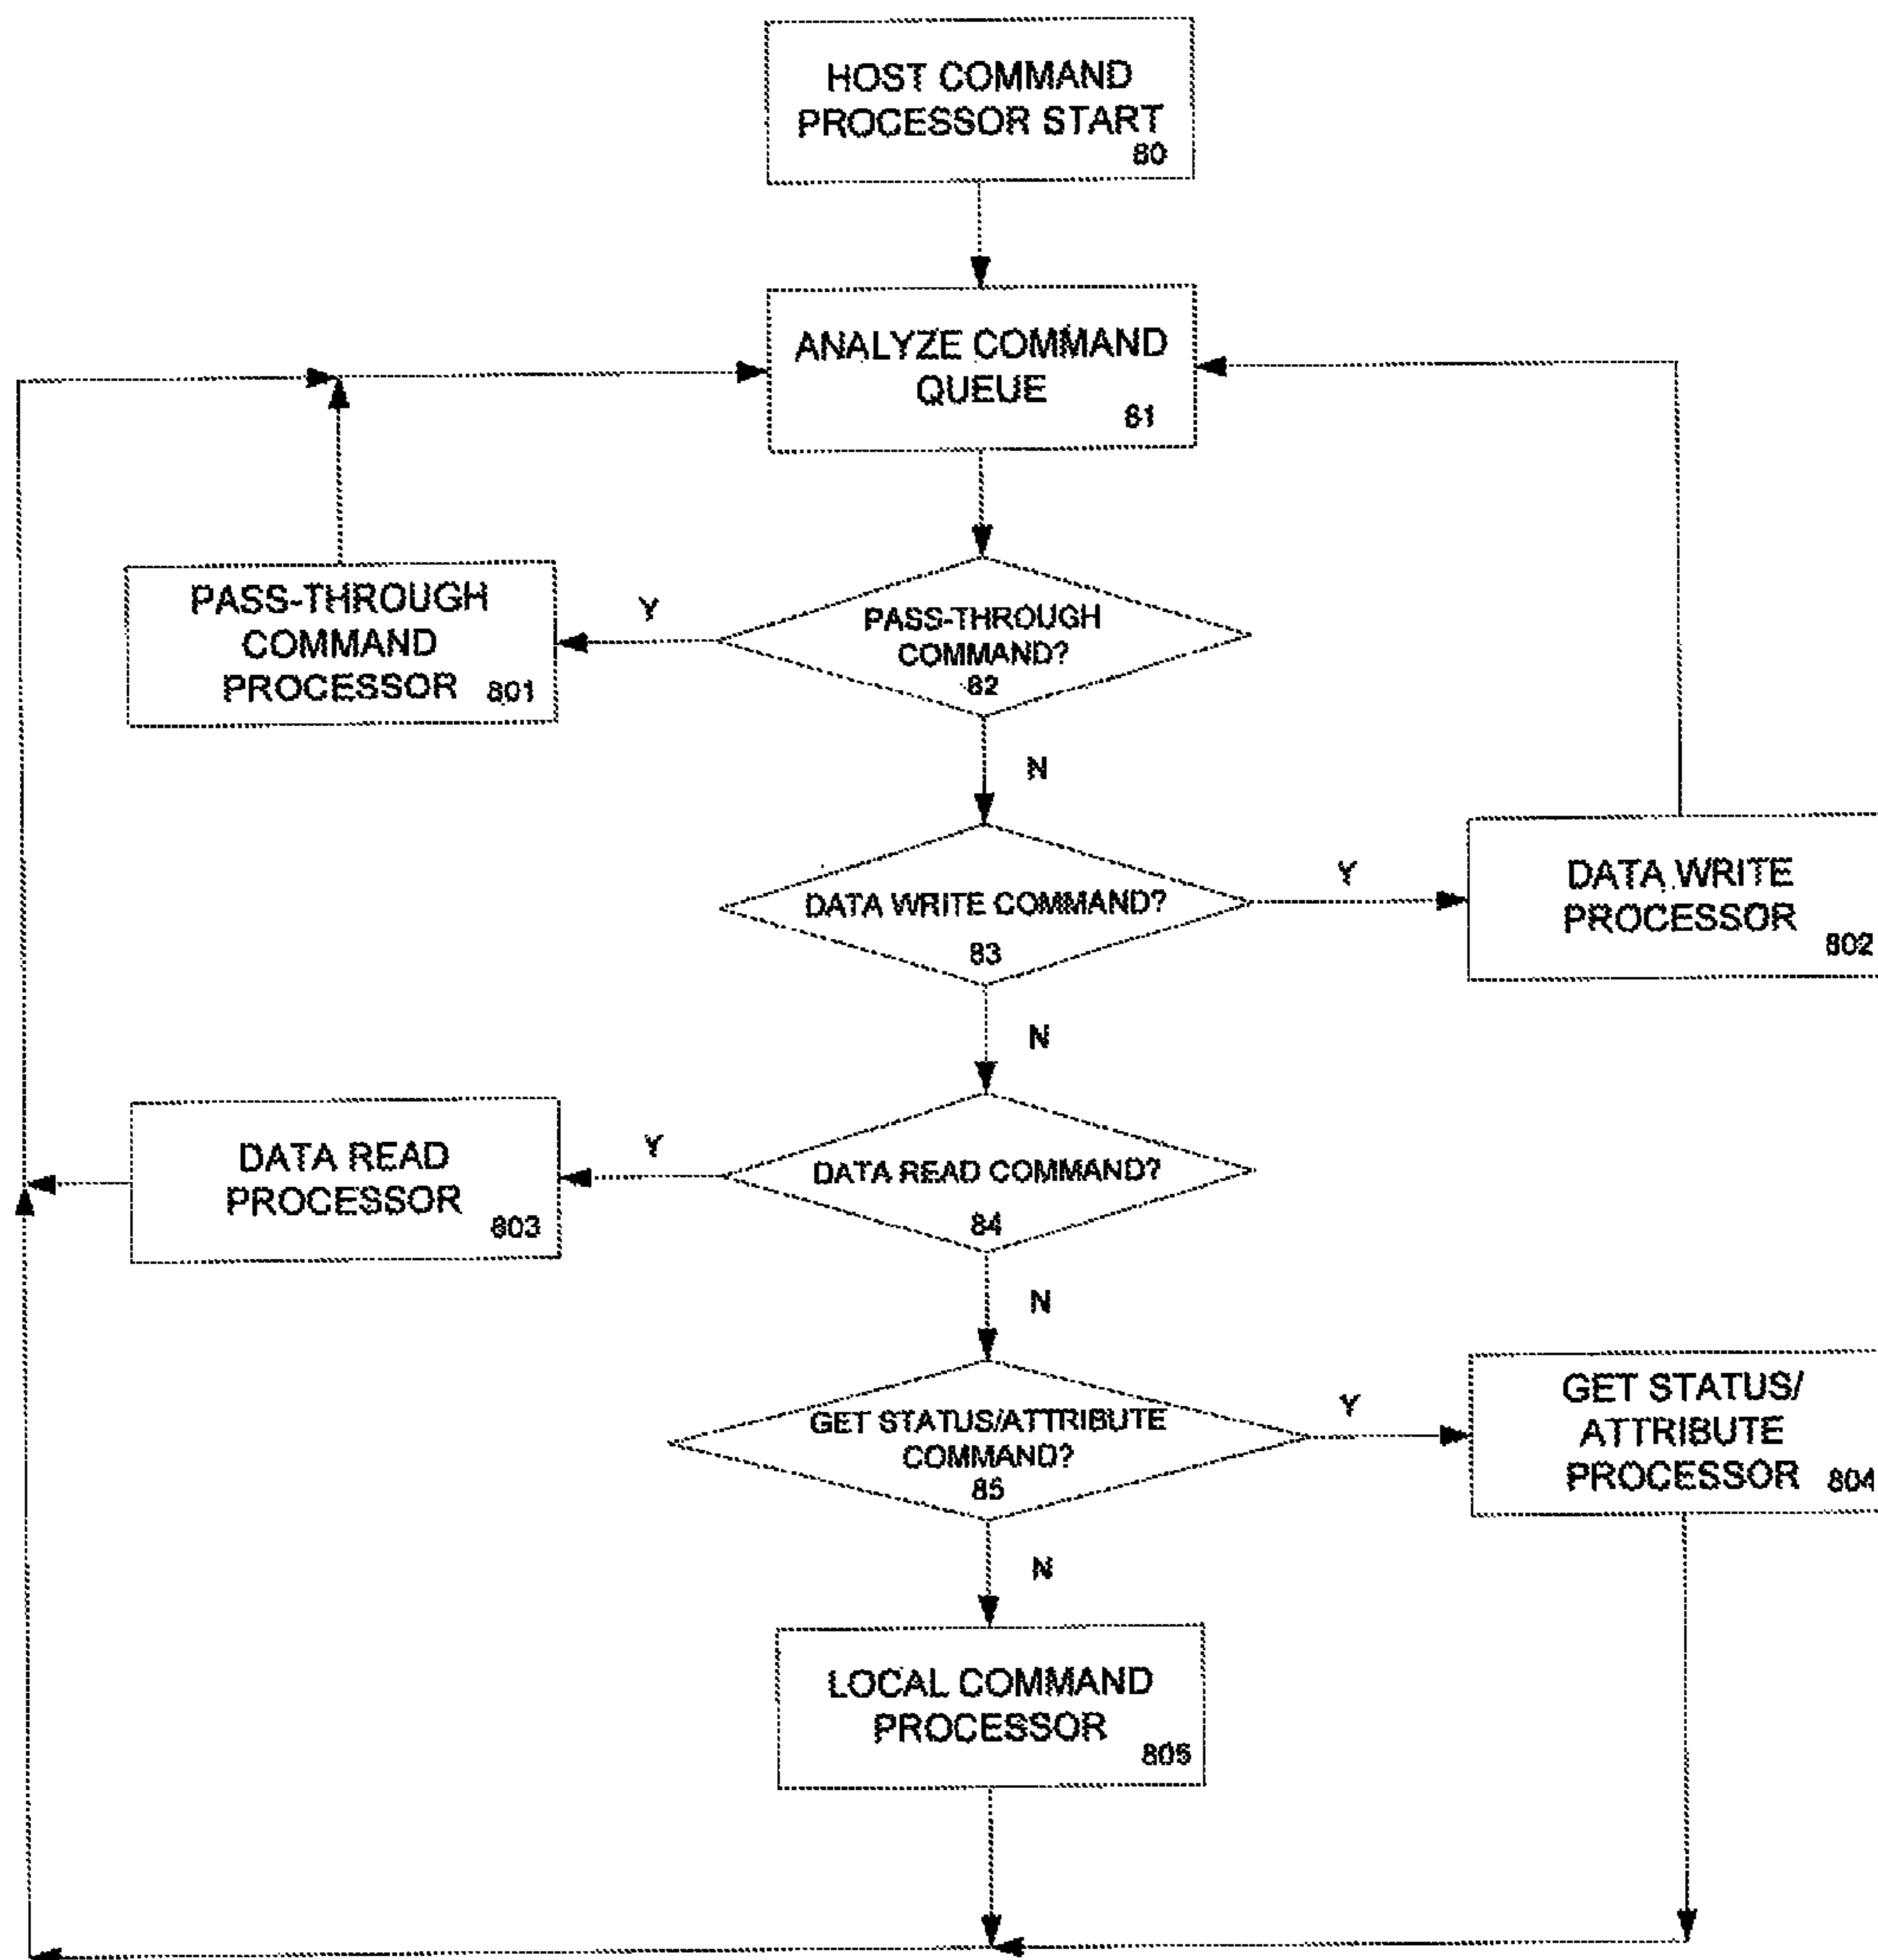 HOST COMMAND
PROCESSOR START
80
ANALYZE COMMAND
QUEUE
81
PASS-THROUGH
COMMAND
PROCESSOR 801
Y
PASS-THROUGH
COMMAND?
82
N
DATA WRITE COMMAND?
83
Y
DATA WRITE
PROCESSOR
802
N
DATA READ
PROCESSOR
803
Y
DATA READ COMMAND?
84
N
GET STATUS/ATTRIBUTE
COMMAND?
85
Y
GET STATUS/
ATTRIBUTE
PROCESSOR 804
N
LOCAL COMMAND
PROCESSOR
805